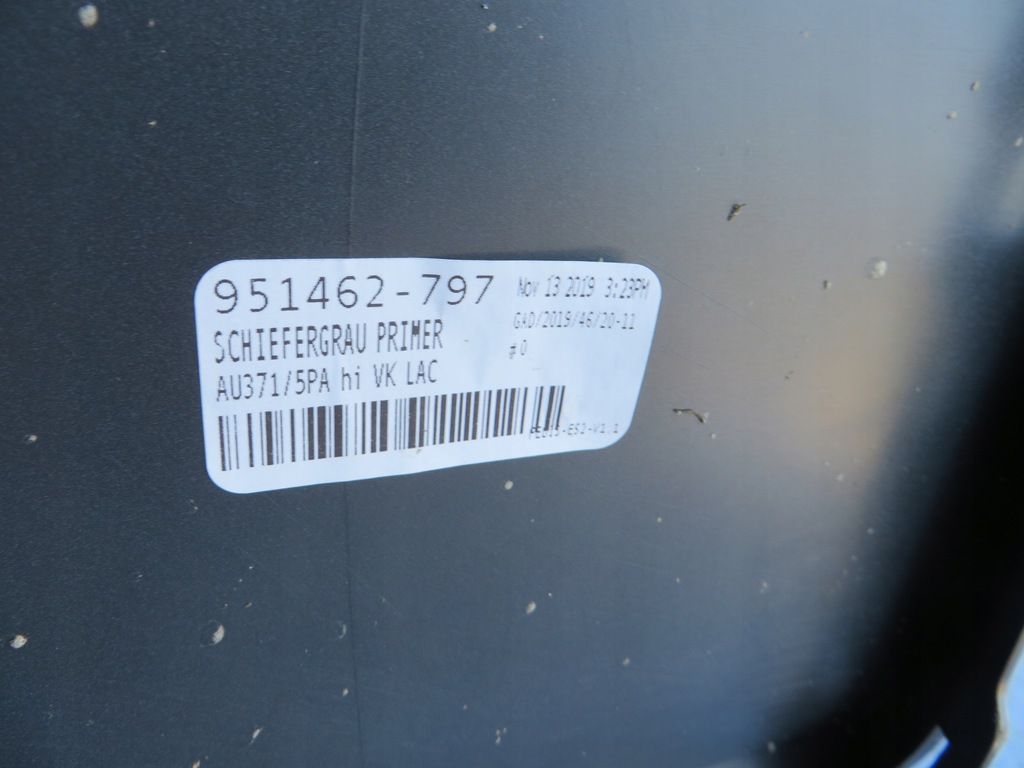 951462-797
SCHIEFERGRAU PRIMER
AU371/5PA hi VK LAC
Nov 13 2019 3:23PM
GAD/2019/46/20-11
#0